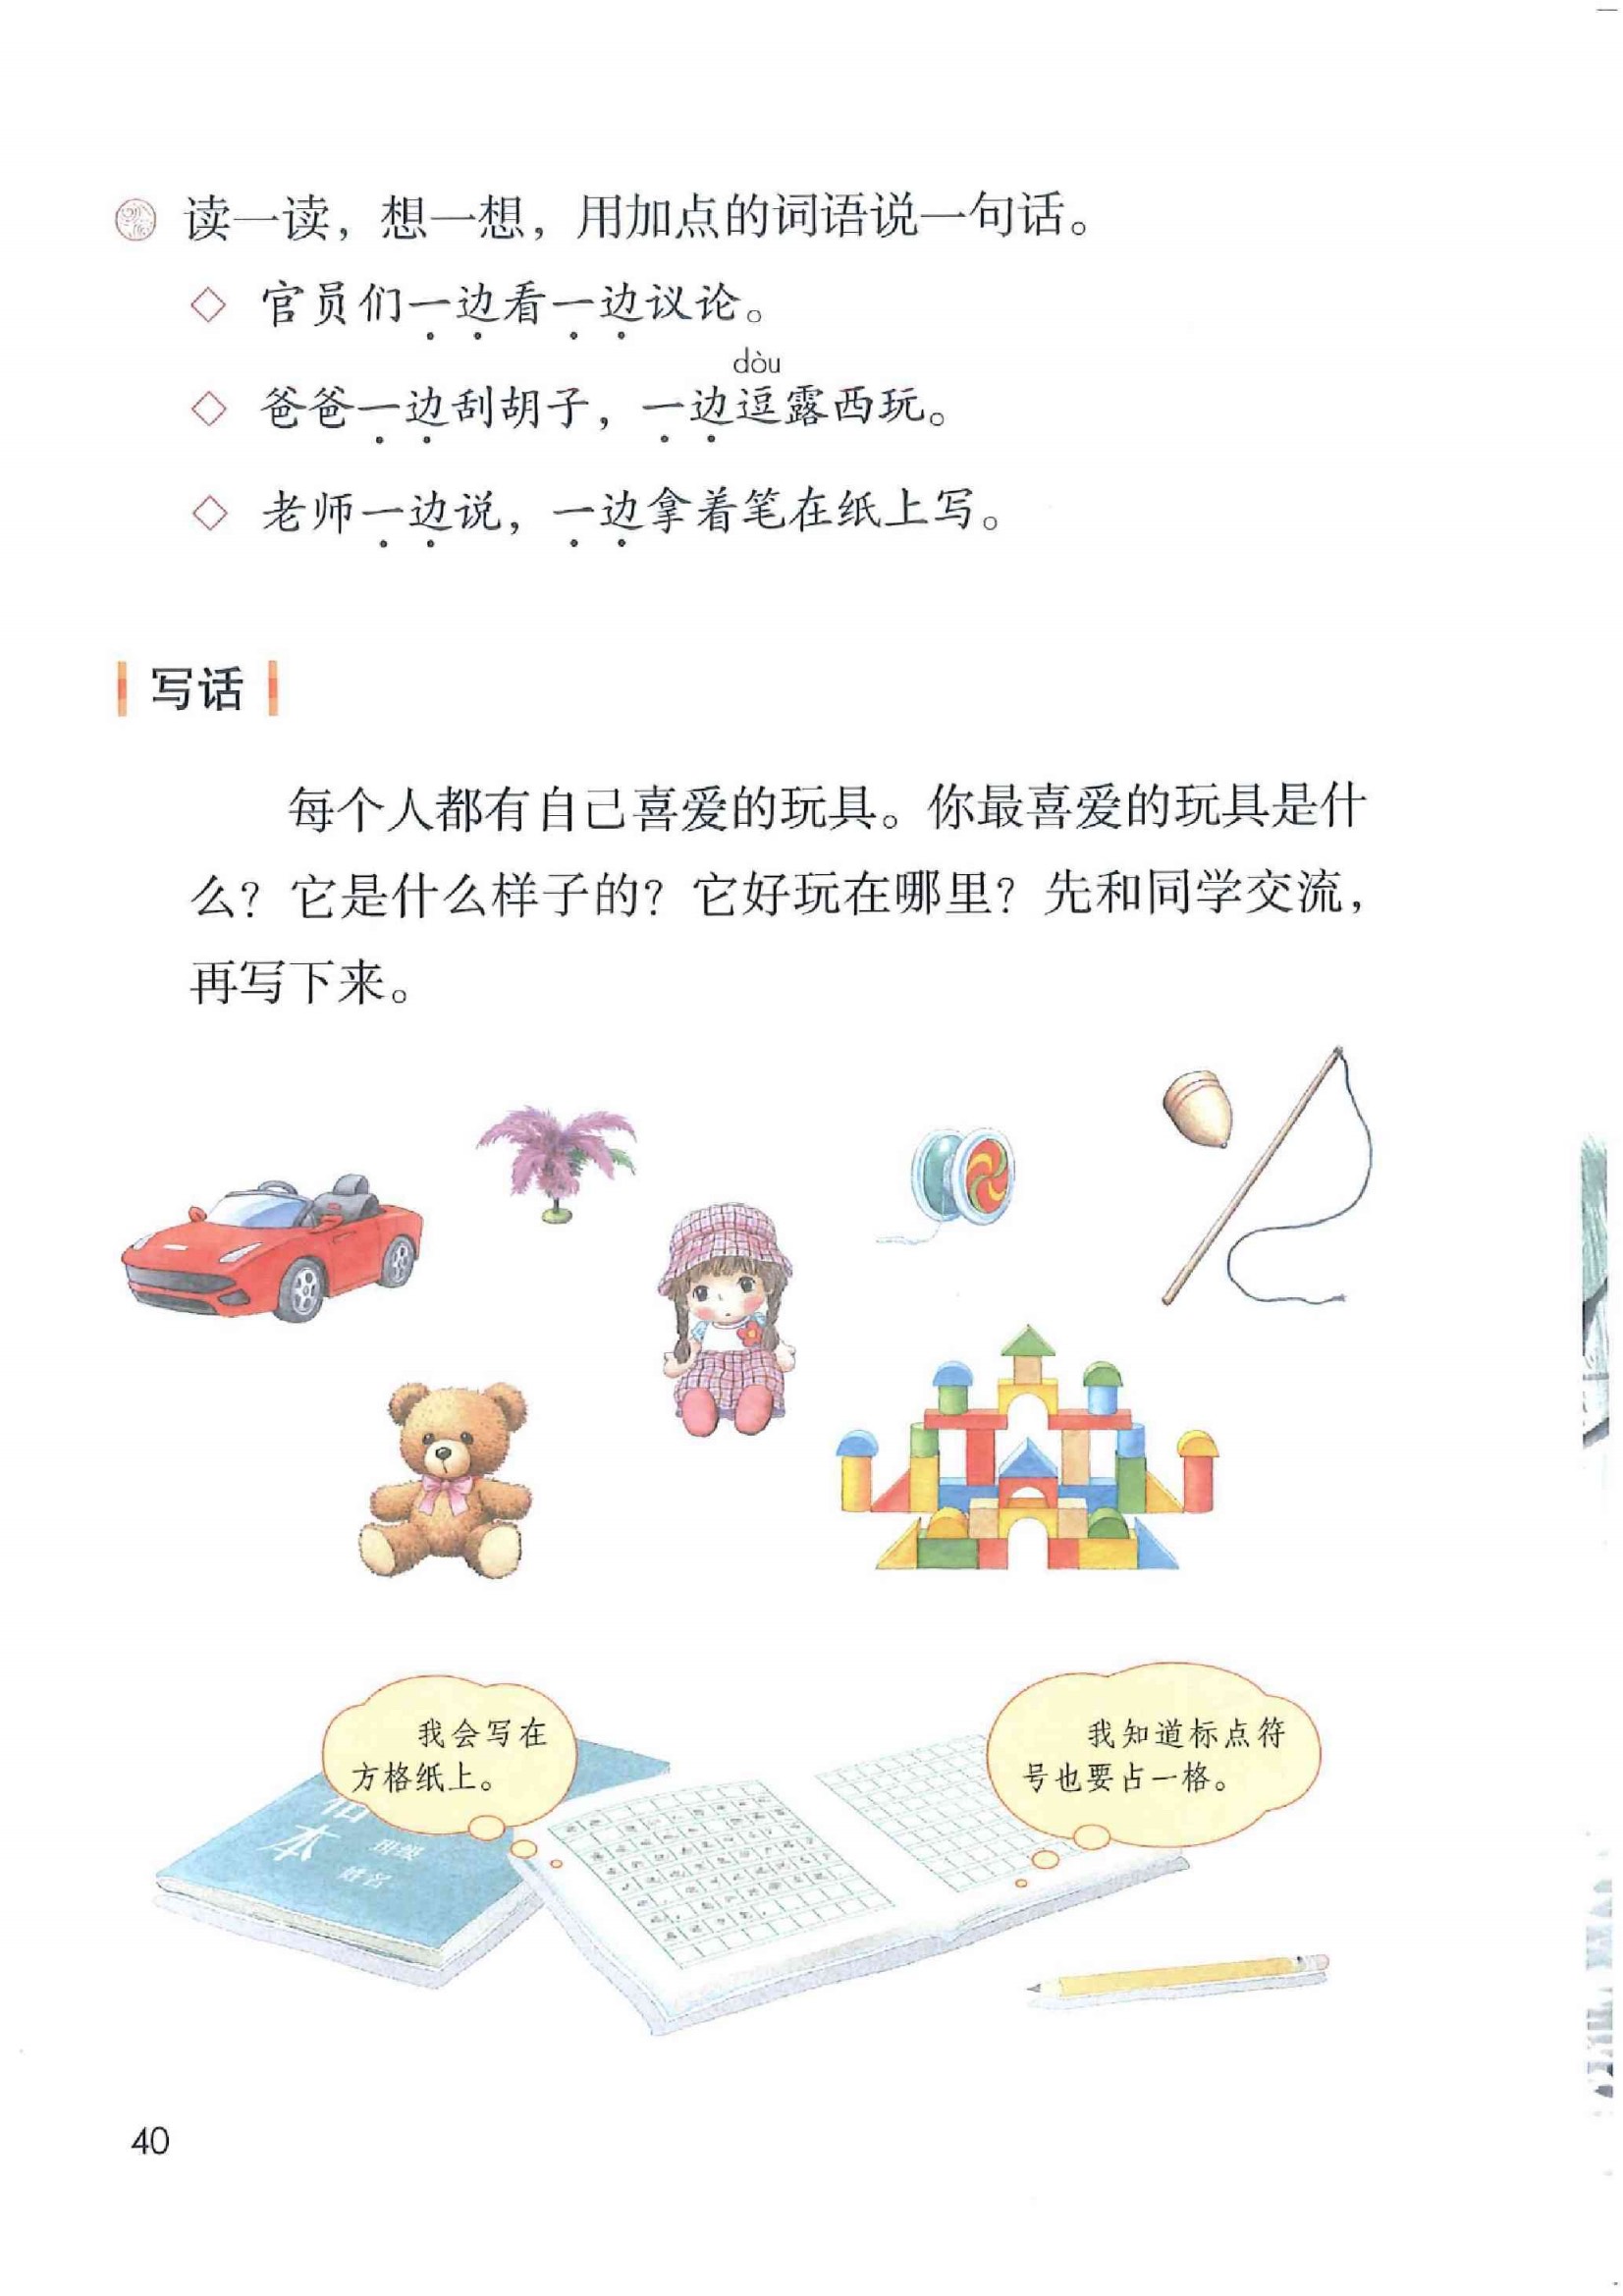 读一读，想一想，用加点的词语说一句话。
◇ 官员们一边看一边议论。
dòu
◇ 爸爸一边刮胡子，一边逗露西玩。
◇ 老师一边说，一边拿着笔在纸上写。
写话
每个人都有自己喜爱的玩具。你最喜爱的玩具是什
么？它是什么样子的？它好玩在哪里？先和同学交流，
再写下来。
我会写在
方格纸上。
我知道标点符
号也要占一格。
本
班级
姓名
40